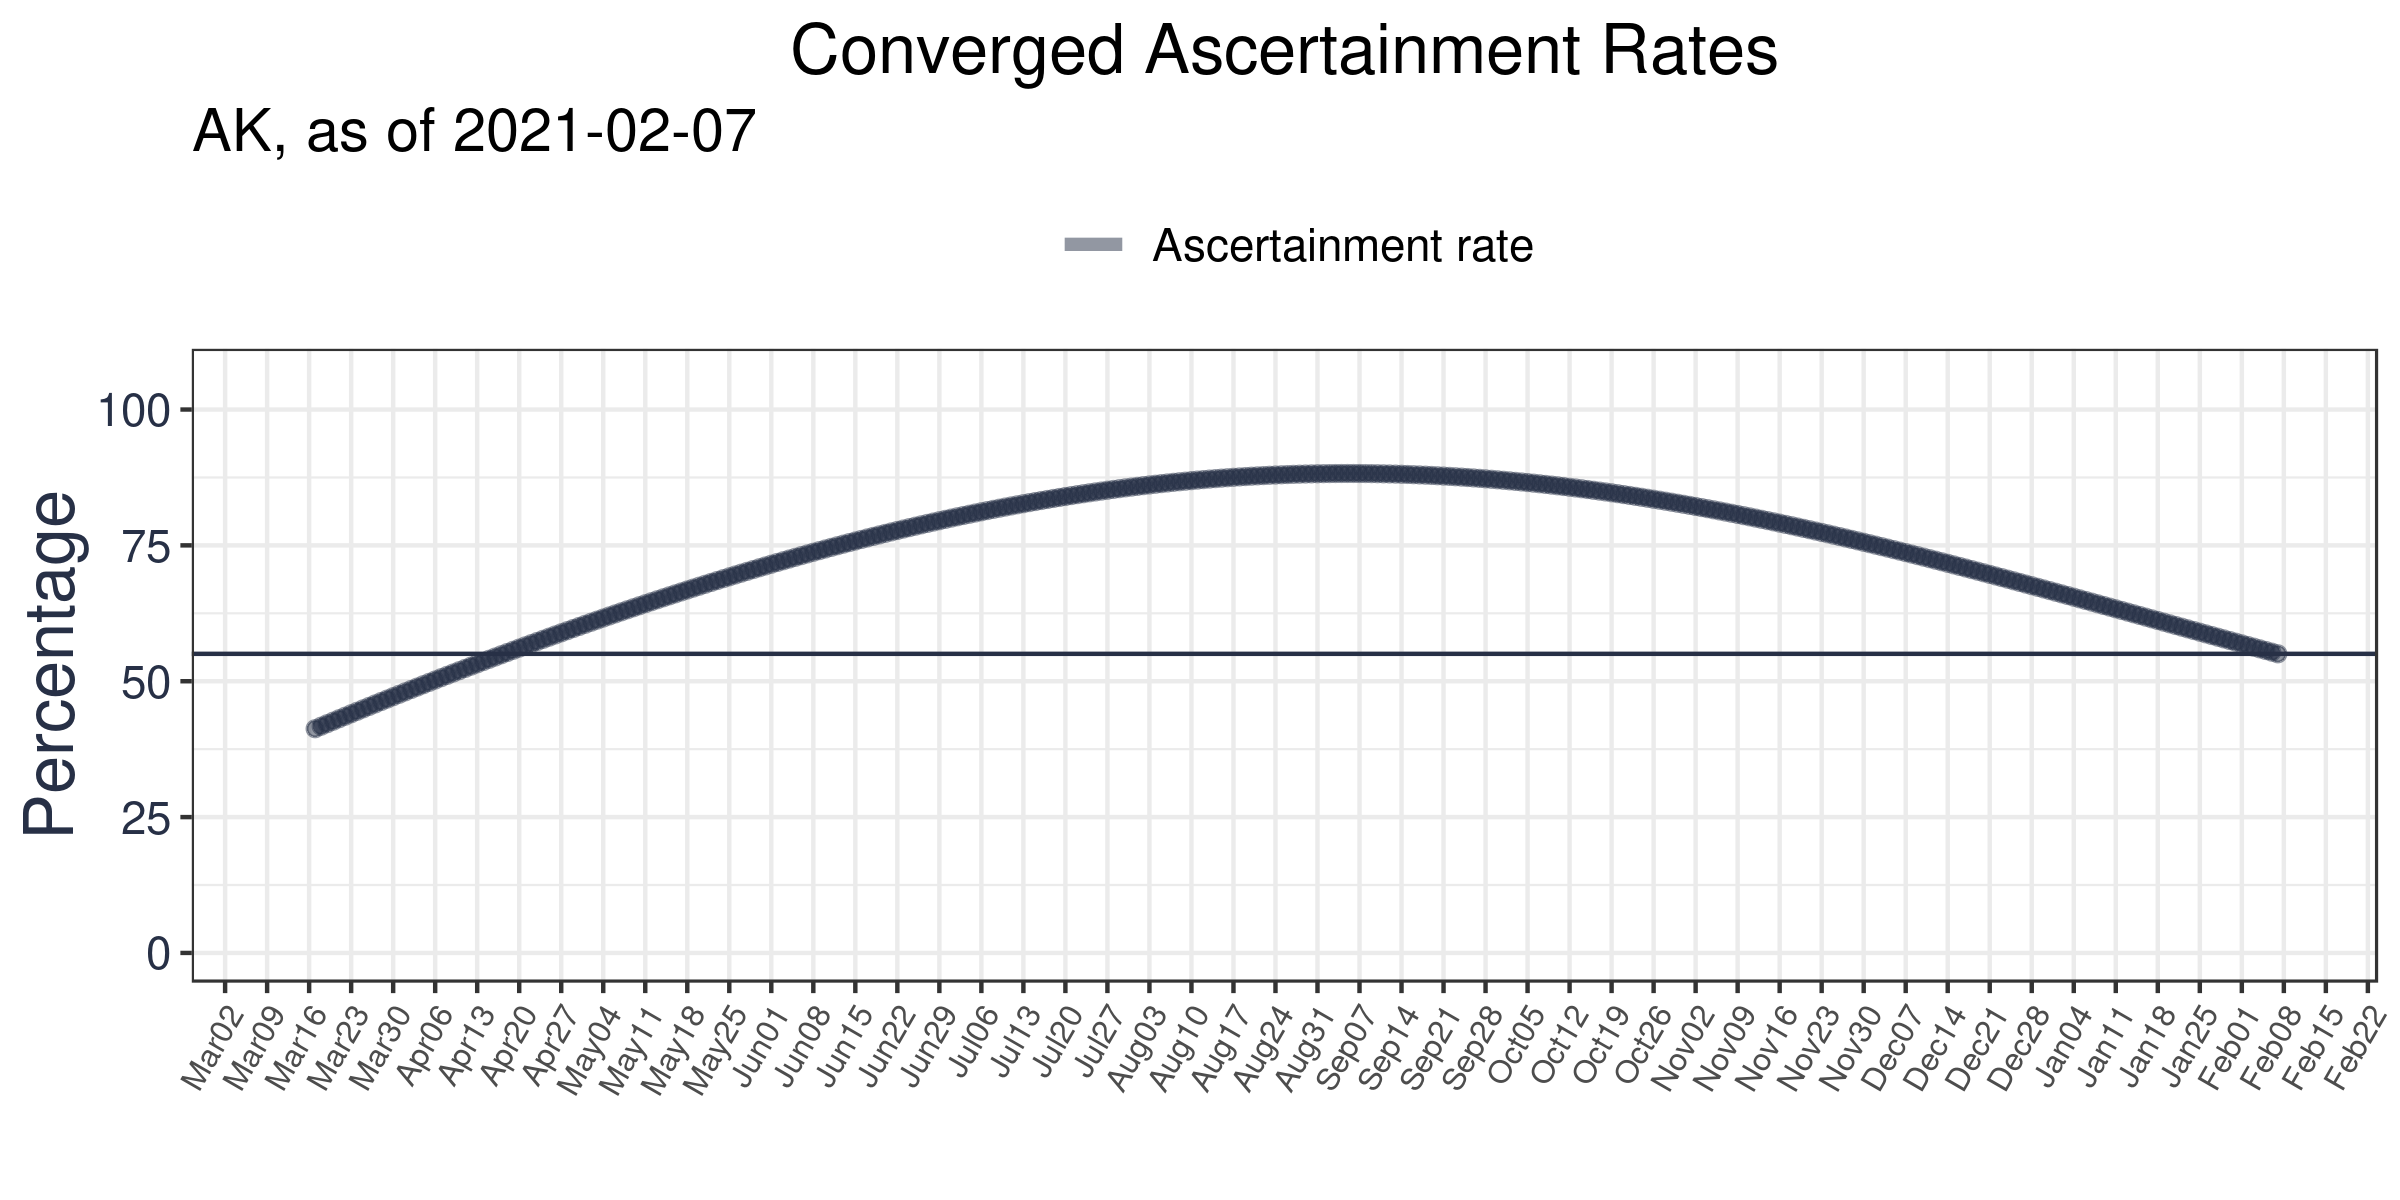 Converged Ascertainment Rates
AK, as of 2021-02-07
Ascertainment rate
Percentage
100
75
50
25
0
Mar02
Mar09
Mar16
Mar23
Mar30
Apr06
Apr13
Apr20
Apr27
May04
May11
May18
May25
Jun01
Jun08
Jun15
Jun22
Jun29
Jul06
Jul13
Jul20
Jul27
Aug03
Aug10
Aug17
Aug24
Aug31
Sep07
Sep14
Sep21
Sep28
Oct05
Oct12
Oct19
Oct26
Nov02
Nov09
Nov16
Nov23
Nov30
Dec07
Dec14
Dec21
Dec28
Jan04
Jan11
Jan18
Jan25
Feb01
Feb08
Feb15
Feb22